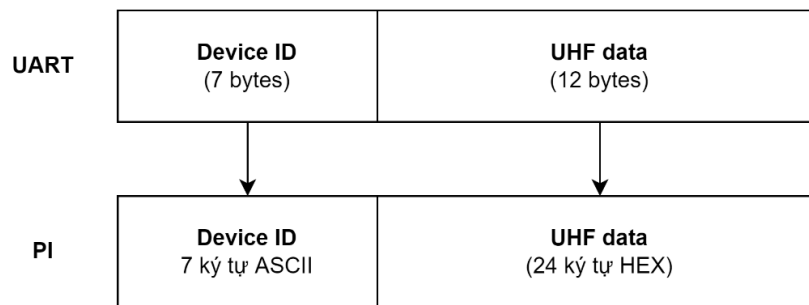 UART
Device ID
(7 bytes)
UHF data
(12 bytes)
PI
Device ID
7 ký tự ASCII
UHF data
(24 ký tự HEX)